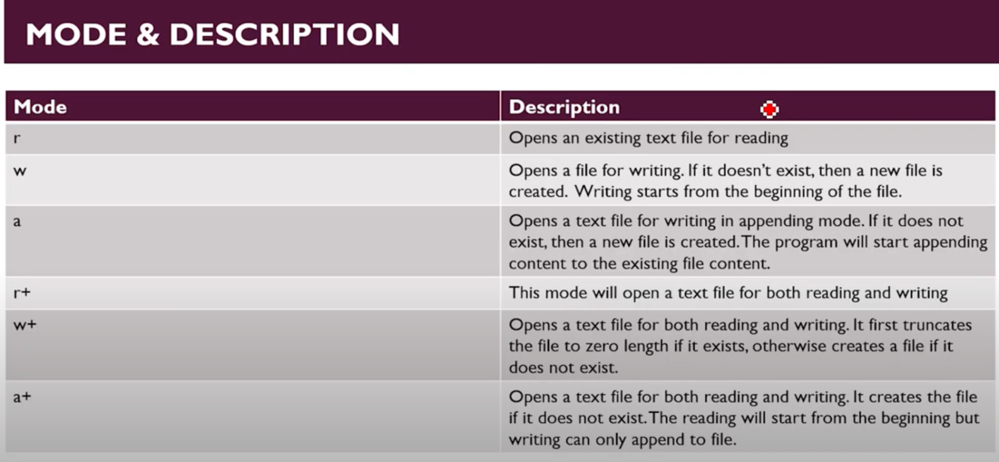 MODE & DESCRIPTION
Mode Description
r Opens an existing text file for reading
w Opens a file for writing. If it doesn’t exist, then a new file is
created. Writing starts from the beginning of the file.
a Opens a text file for writing in appending mode. If it does not
exist, then a new file is created.The program will start appending
content to the existing file content.
r+ This mode will open a text file for both reading and writing
w+ Opens a text file for both reading and writing. It first truncates
the file to zero length if it exists, otherwise creates a file if it
does not exist.
a+ Opens a text file for both reading and writing. It creates the file
if it does not exist.The reading will start from the beginning but
writing can only append to file.